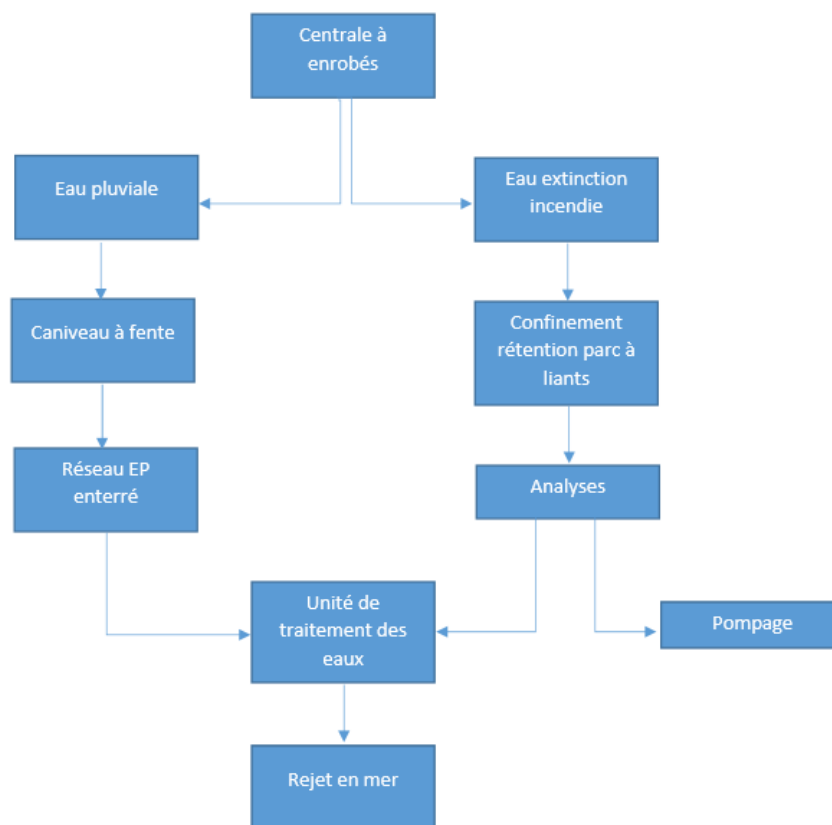 Centrale à
enrobés
Eau pluviale
Eau extinction
incendie
Caniveau à fente
Confinement
rétention parc à
liants
Réseau EP
enterré
Analyses
Unité de
traitement des
eaux
Pompage
Rejet en mer